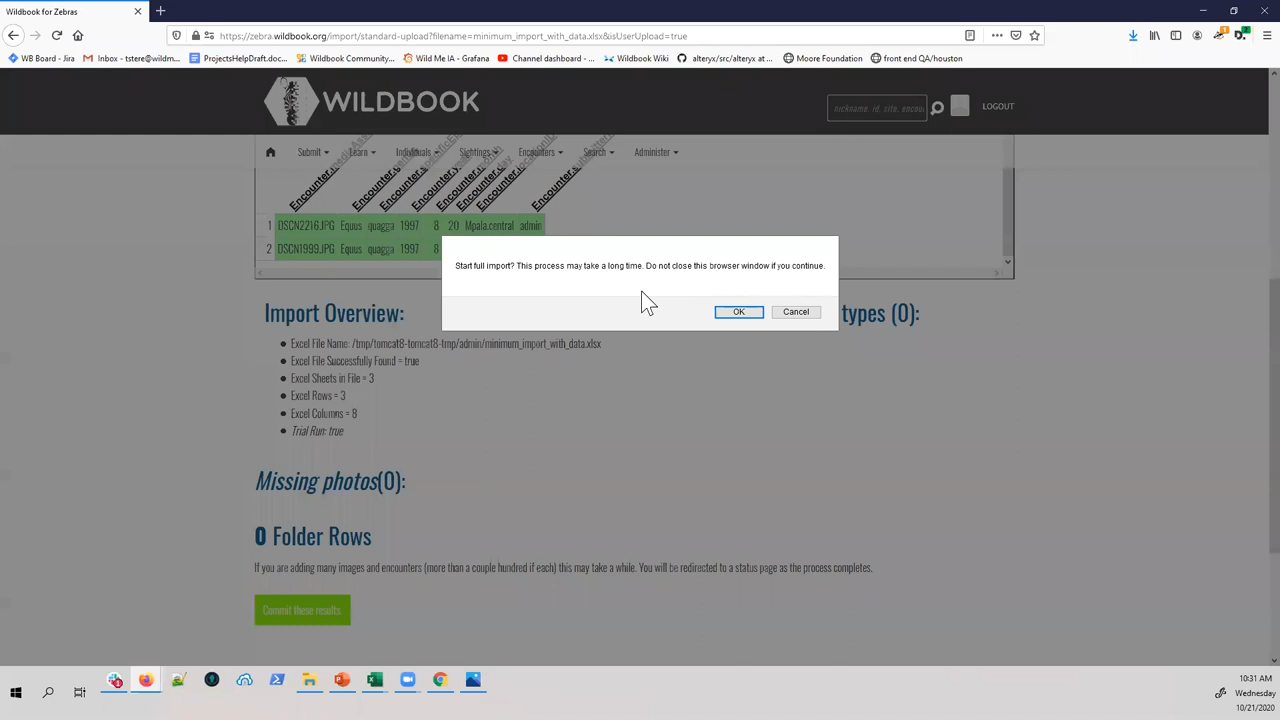 Wildbook for Zebras
https://zebra.wildbook.org/import/standard-upload?filename=minimum_import_with_data.xlsx&isUserUpload=true
WB Board - Jira
Inbox - tstere@wildm...
ProjectsHelpDraft.doc...
Wildbook Community...
Wild Me IA - Grafana
Channel dashboard - ...
Wildbook Wiki
alteryx/src/alteryx at ...
Moore Foundation
front end QA/houston
WILDBOOK
nickname, id, site, encoun
LOGOUT
Submit
Learn
Individuals
Sightings
Encounters
Search
Administer
1 DSCN2216.JPG Equus quagga 1997 8 20 Mpala.central admin
2 DSCN1999.JPG Equus quagga 1997 8
Start full import? This process may take a long time. Do not close this browser window if you continue.
OK
Cancel
Import Overview:
types (0):
Excel File Name: /tmp/tomcat8-tomcat8-tmp/admin/minimum_import_with_data.xlsx
Excel File Successfully Found = true
Excel Sheets in File = 3
Excel Rows = 3
Excel Columns = 8
Trial Run: true
Missing photos(0):
0 Folder Rows
If you are adding many images and encounters (more than a couple hundred if each) this may take a while. You will be redirected to a status page as the process completes.
Commit these results.
10:31 AM
Wednesday
10/21/2020